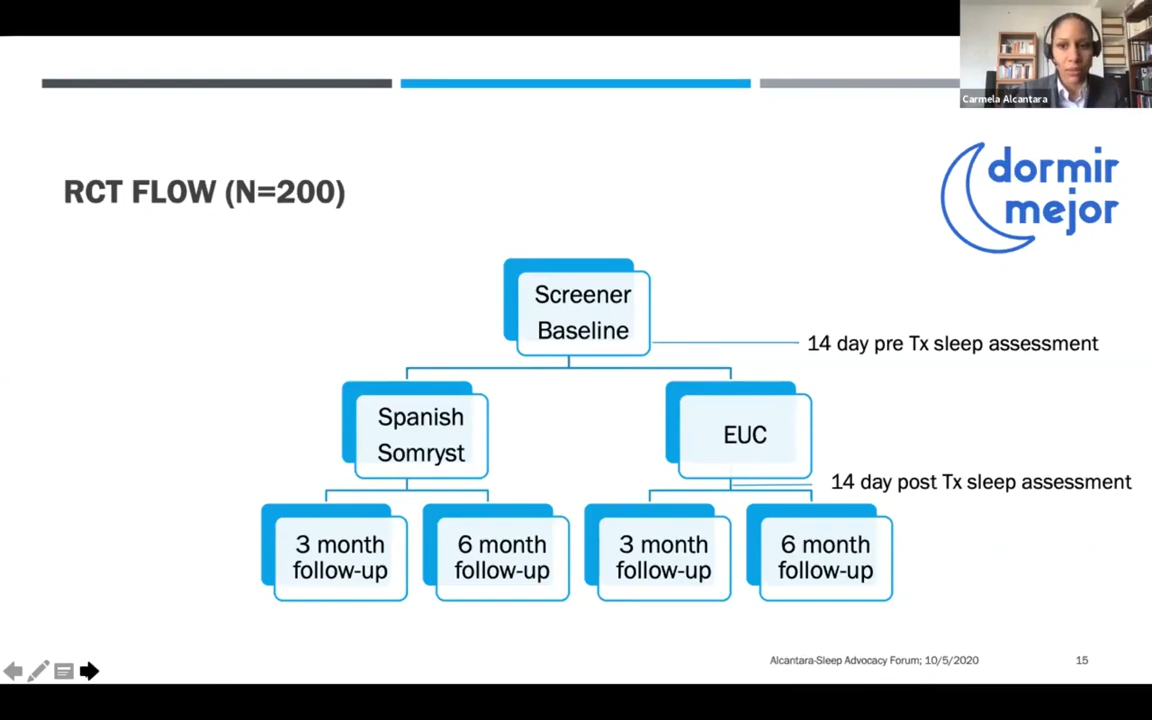 Carmela Alcantara
RCT FLOW (N=200)
dormir
mejor
Screener
Baseline
14 day pre Tx sleep assessment
Spanish
Somryst
EUC
14 day post Tx sleep assessment
3 month
follow-up
6 month
follow-up
3 month
follow-up
6 month
follow-up
Alcantara-Sleep Advocacy Forum; 10/5/2020
15